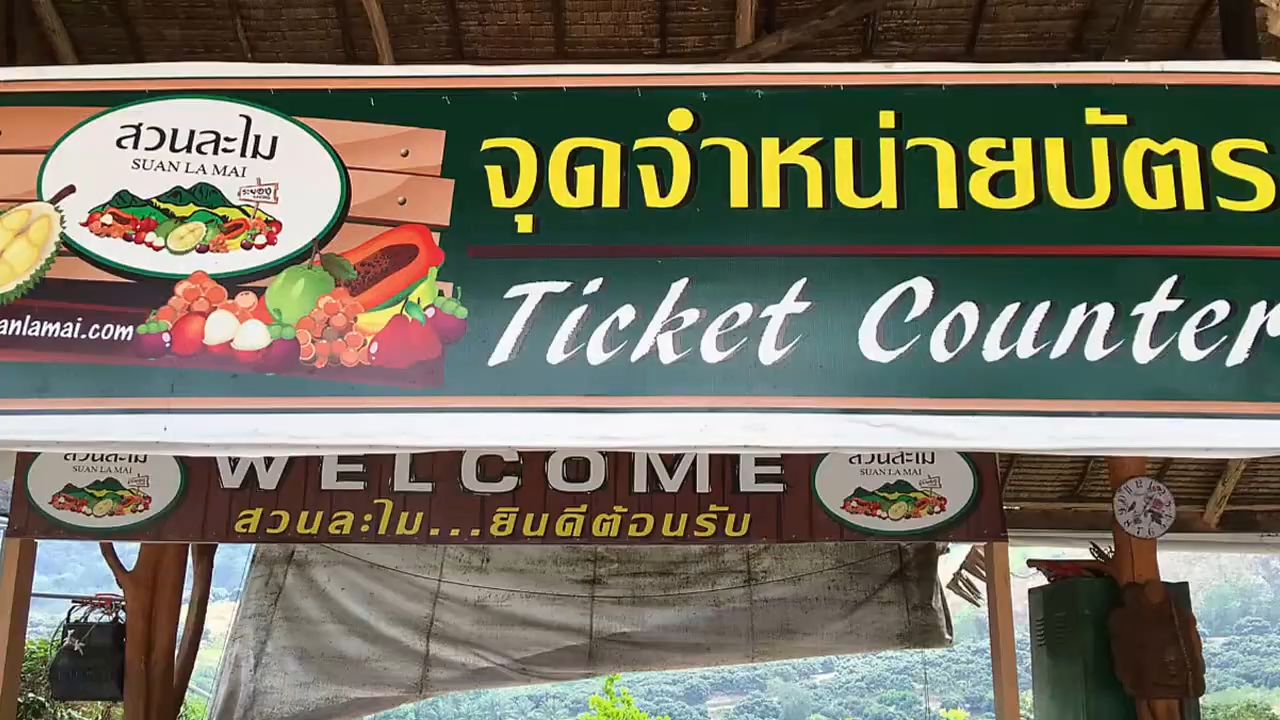 สวนละไม
SUAN LA MAI
ระยอง
anlamai.com
จุดจำหน่ายบัตร
Ticket Counter
สวนละไม
SUAN LA MAI
WELCOME
สวนละไม...ยินดีต้อนรับ
สวนละไม
SUAN LA MAI